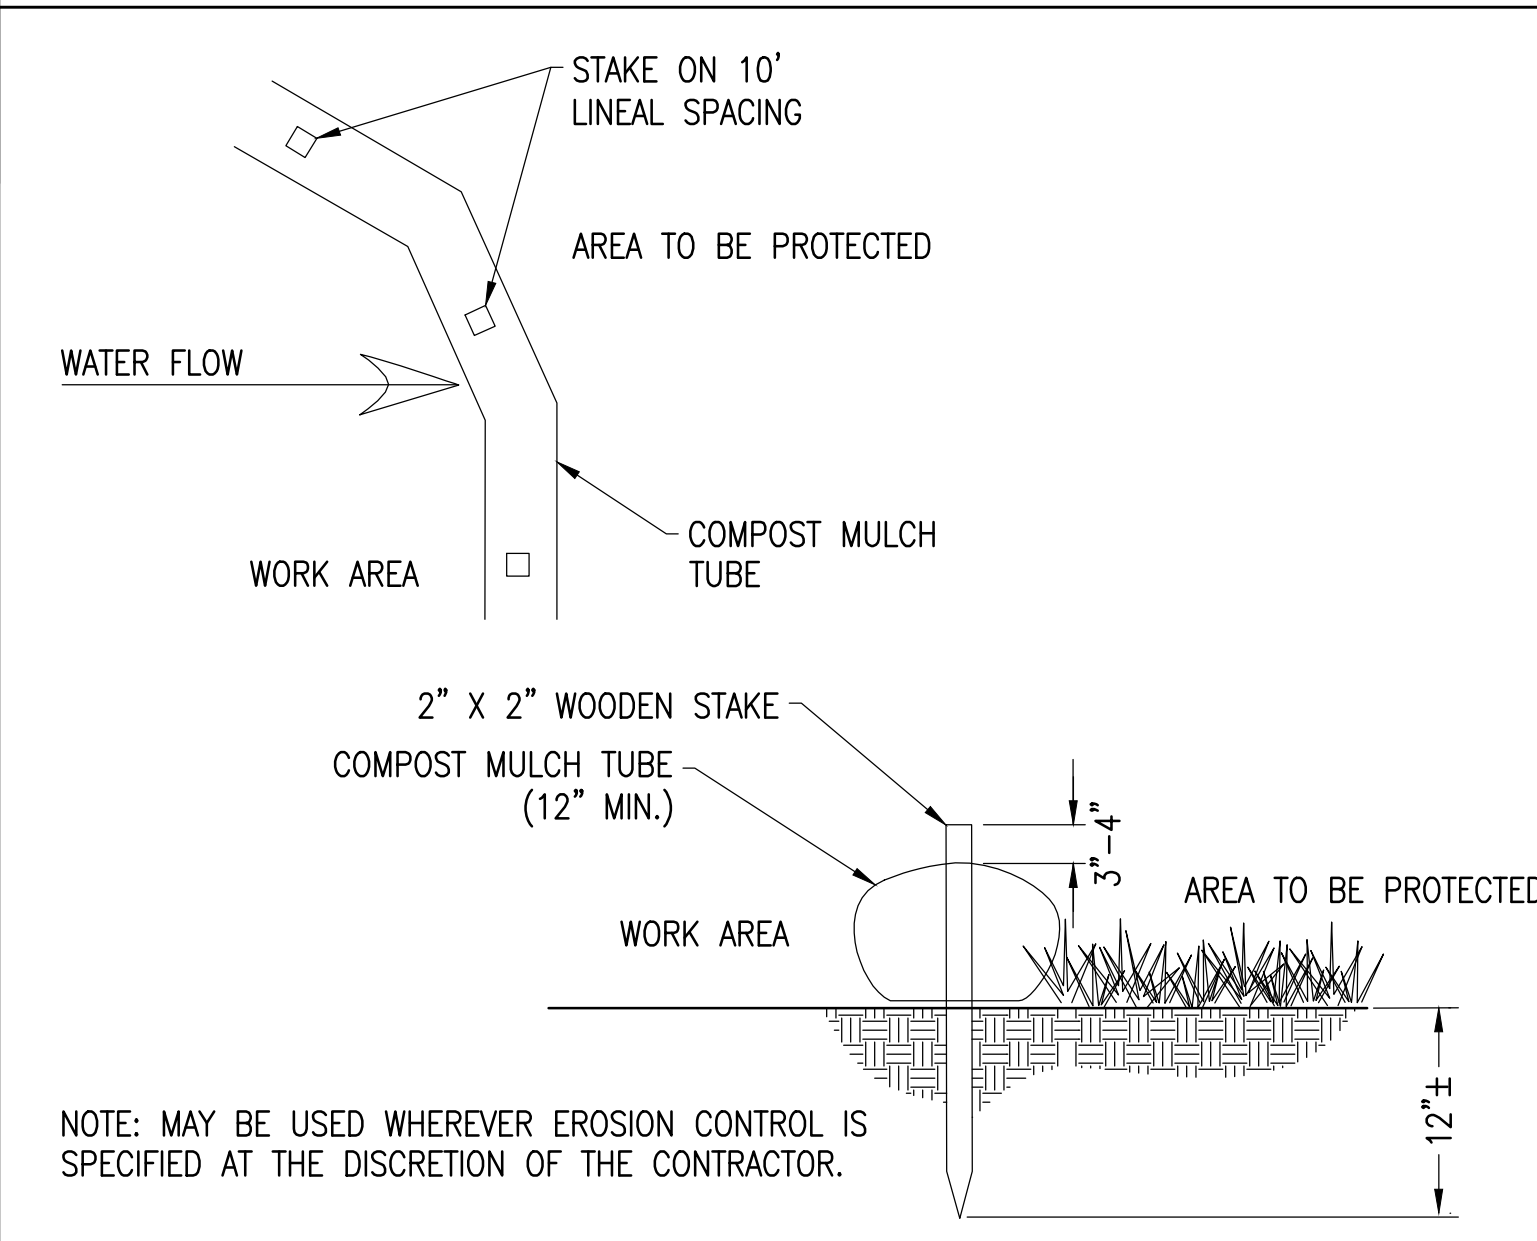 STAKE ON 10'
LINEAL SPACING
AREA TO BE PROTECTED
WATER FLOW
COMPOST MULCH
TUBE
WORK AREA
2" X 2" WOODEN STAKE
COMPOST MULCH TUBE
(12" MIN.)
3"-4"
AREA TO BE PROTECTED
WORK AREA
12"±
NOTE: MAY BE USED WHEREVER EROSION CONTROL IS
SPECIFIED AT THE DISCRETION OF THE CONTRACTOR.